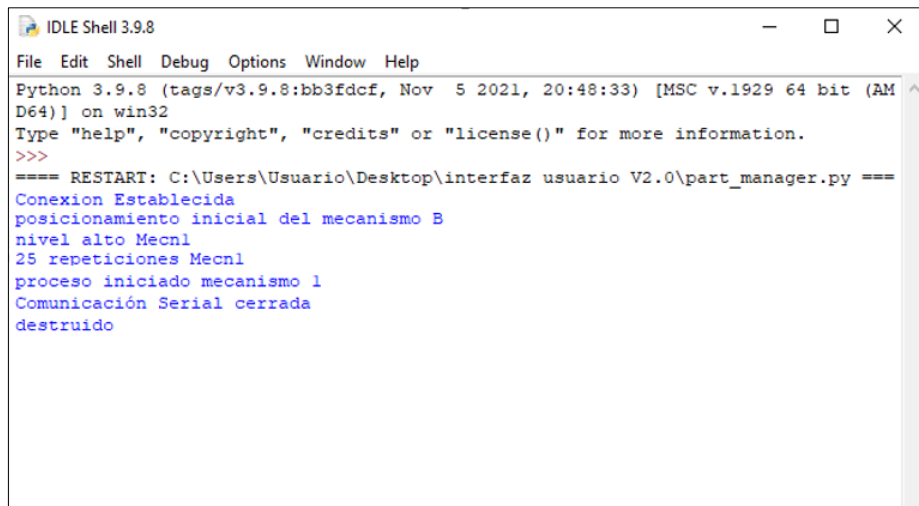 IDLE Shell 3.9.8
File Edit Shell Debug Options Window Help
Python 3.9.8 (tags/v3.9.8:bb3fdcf, Nov  5 2021, 20:48:33) [MSC v.1929 64 bit (AM
D64)] on win32
Type "help", "copyright", "credits" or "license()" for more information.
>>>
==== RESTART: C:\Users\Usuario\Desktop\interfaz usuario V2.0\part_manager.py ===
Conexion Establecida
posicionamiento inicial del mecanismo B
nivel alto Mecn1
25 repeticiones Mecn1
proceso iniciado mecanismo 1
Comunicación Serial cerrada
destruido